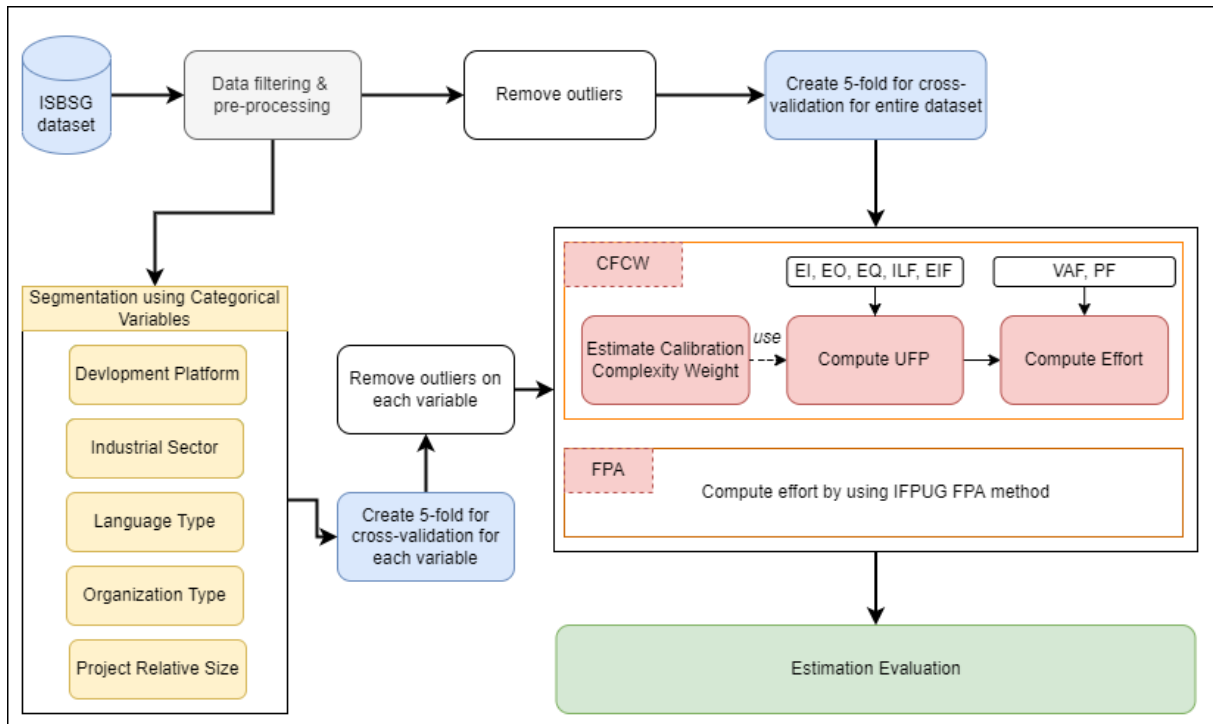 ISBSG
dataset
Data filtering &
pre-processing
Remove outliers
Create 5-fold for cross-
validation for entire dataset
Segmentation using Categorical
Variables
Devlopment Platform
Industrial Sector
Language Type
Organization Type
Project Relative Size
Remove outliers on
each variable
Create 5-fold for
cross-validation for
each variable
CFCW
EI, EO, EQ, ILF, EIF
VAF, PF
Estimate Calibration
Complexity Weight
use
Compute UFP
Compute Effort
FPA
Compute effort by using IFPUG FPA method
Estimation Evaluation